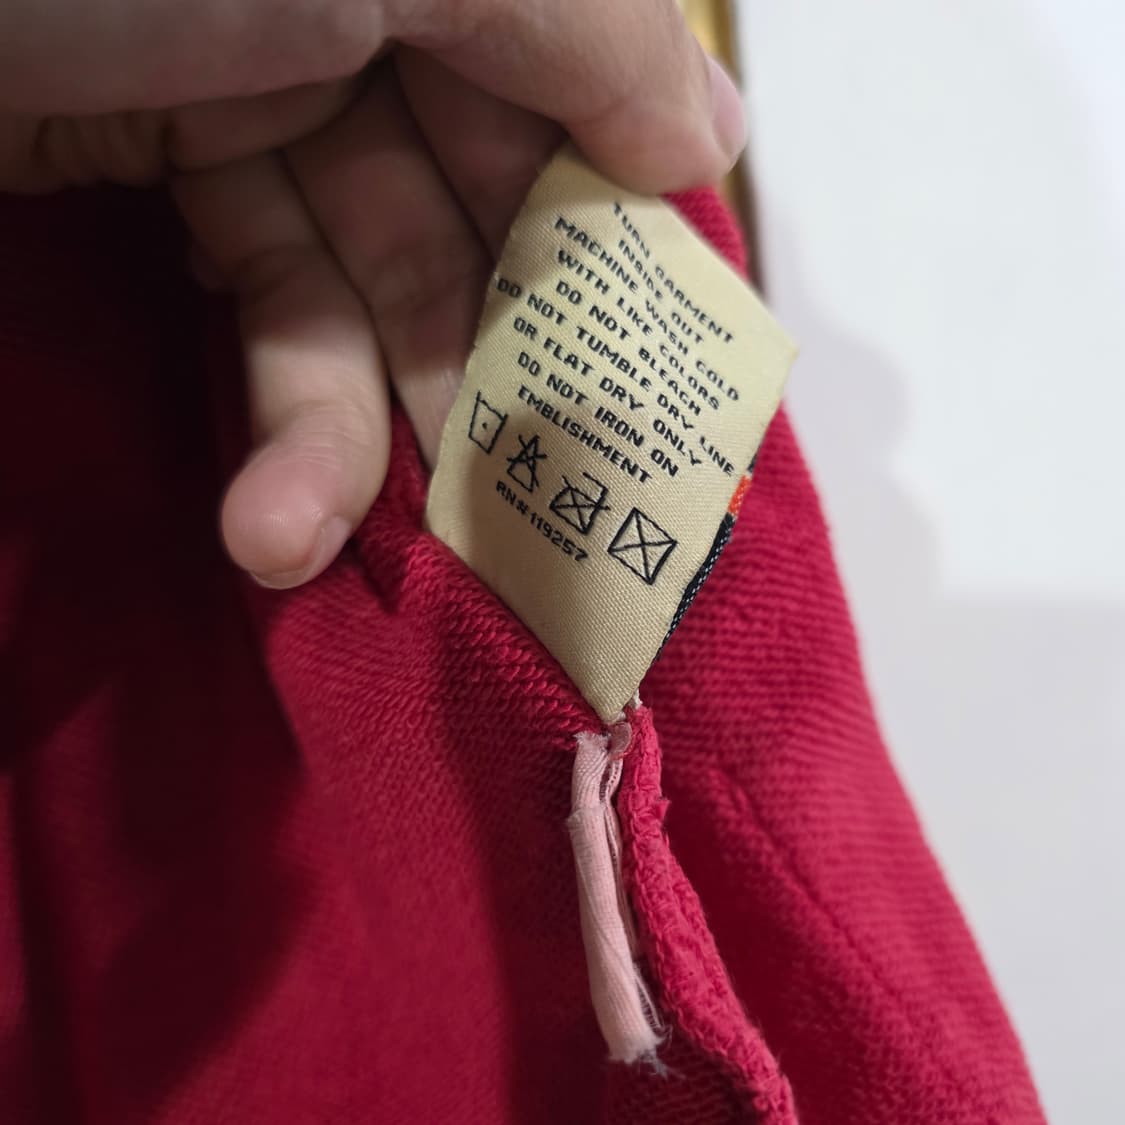 TURN GARMENT
INSIDE OUT
MACHINE WASH COLD
WITH LIKE COLORS
DO NOT BLEACH
DO NOT TUMBLE DRY LINE
OR FLAT DRY ONLY
DO NOT IRON ON
EMBLISHMENT
RN#119257